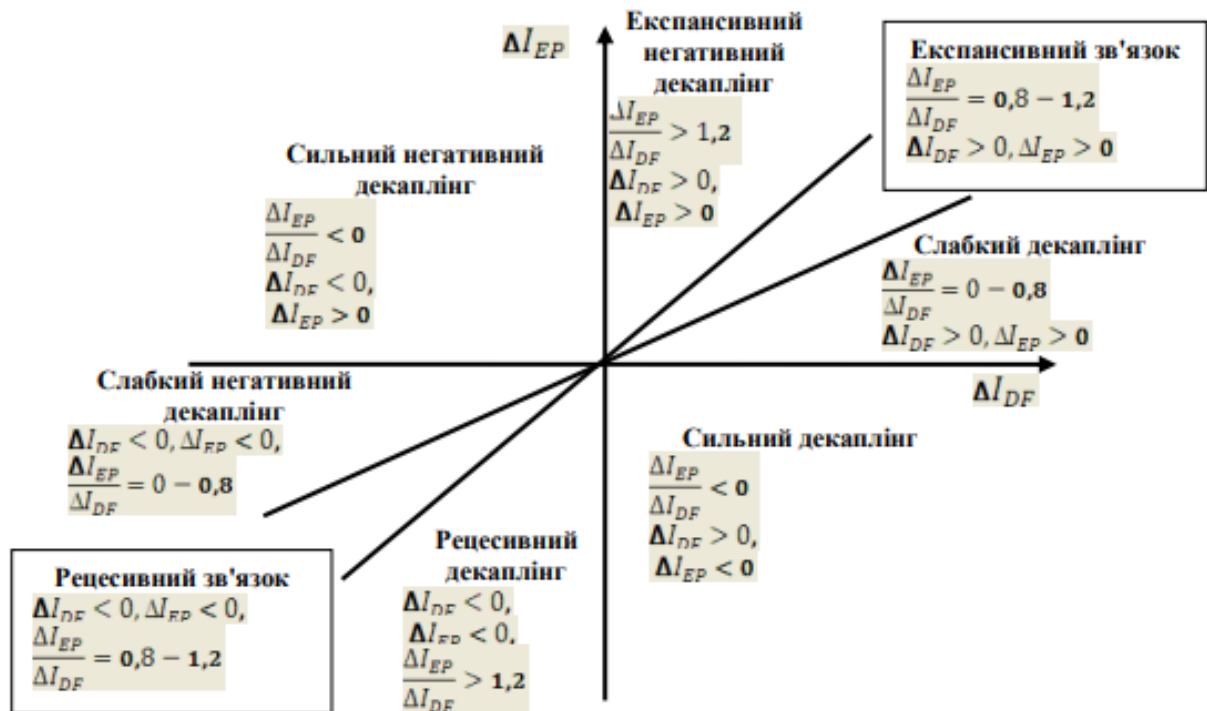 ΔI_EP
Експансивний
негативний
декаплінг
ΔI_EP/ΔI_DF > 1,2
ΔI_DF > 0,
ΔI_EP > 0
Експансивний зв'язок
ΔI_EP/ΔI_DF = 0,8 − 1,2
ΔI_DF > 0, ΔI_EP > 0
Сильний негативний
декаплінг
ΔI_EP/ΔI_DF < 0
ΔI_DF < 0,
ΔI_EP > 0
Слабкий декаплінг
ΔI_EP/ΔI_DF = 0 − 0,8
ΔI_DF > 0, ΔI_EP > 0
ΔI_DF
Слабкий негативний
декаплінг
ΔI_DF < 0, ΔI_EP < 0,
ΔI_EP/ΔI_DF = 0 − 0,8
Сильний декаплінг
ΔI_EP/ΔI_DF < 0
ΔI_DF > 0,
ΔI_EP < 0
Рецесивний зв'язок
ΔI_DF < 0, ΔI_EP < 0,
ΔI_EP/ΔI_DF = 0,8 − 1,2
Рецесивний
декаплінг
ΔI_DF < 0,
ΔI_EP < 0,
ΔI_EP/ΔI_DF > 1,2